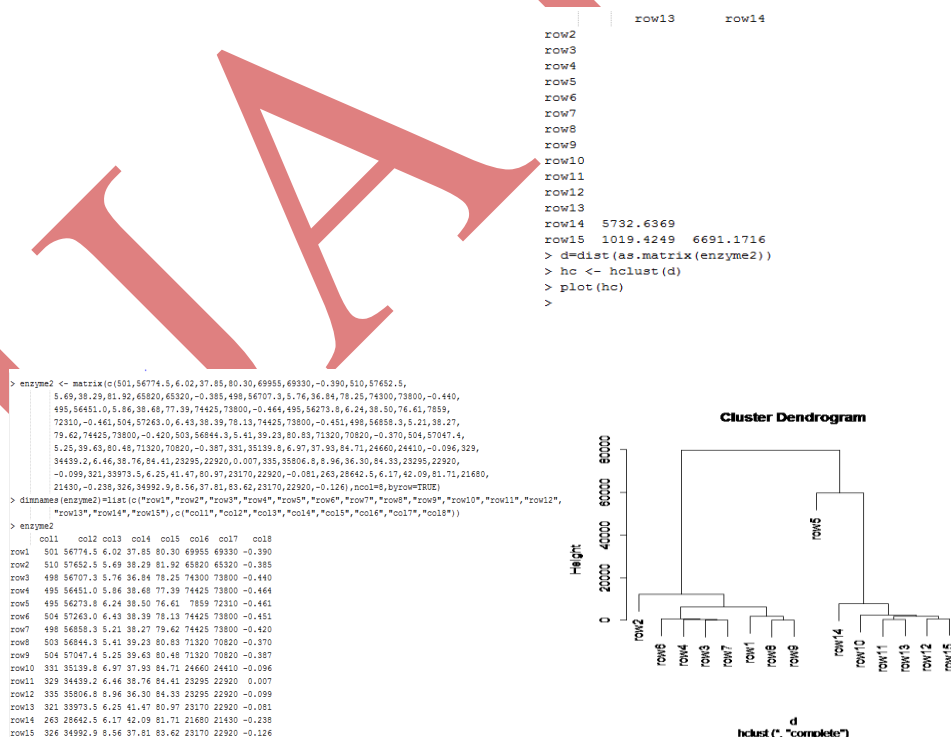 row13 row14
row2
row3
row4
row5
row6
row7
row8
row9
row10
row11
row12
row13
row14 5732.6369
row15 1019.4249 6691.1716
> d=dist(as.matrix(enzyme2))
> hc <- hclust(d)
> plot(hc)
>
> enzyme2 <- matrix(c(501,56774.5,6.02,37.85,80.30,69955,69330,-0.390,510,57652.5,
5.69,38.29,81.92,65820,65320,-0.385,498,56707.3,5.76,36.84,78.25,74300,73800,-0.440,
495,56451.0,5.86,38.68,77.39,74425,73800,-0.464,495,56273.8,6.24,38.50,76.61,7859,
72310,-0.461,504,57263.0,6.43,38.39,78.13,74425,73800,-0.451,498,56858.3,5.21,38.27,
79.62,74425,73800,-0.420,503,56844.3,5.41,39.23,80.83,71320,70820,-0.370,504,57047.4,
5.25,39.63,80.48,71320,70820,-0.387,331,35139.8,6.97,37.93,84.71,24660,24410,-0.096,329,
34439.2,6.46,38.76,84.41,23295,22920,0.007,335,35806.8,8.96,36.30,84.33,23295,22920,
-0.099,321,33973.5,6.25,41.47,80.97,23170,22920,-0.081,263,28642.5,6.17,42.09,81.71,21680,
21430,-0.238,326,34992.9,8.56,37.81,83.62,23170,22920,-0.126),ncol=8,byrow=TRUE)
> dimnames(enzyme2)=list(c("row1","row2","row3","row4","row5","row6","row7","row8","row9","row10","row11","row12",
"row13","row14","row15"),c("col1","col2","col3","col4","col5","col6","col7","col8"))
> enzyme2
col1 col2 col3 col4 col5 col6 col7 col8
row1 501 56774.5 6.02 37.85 80.30 69955 69330 -0.390
row2 510 57652.5 5.69 38.29 81.92 65820 65320 -0.385
row3 498 56707.3 5.76 36.84 78.25 74300 73800 -0.440
row4 495 56451.0 5.86 38.68 77.39 74425 73800 -0.464
row5 495 56273.8 6.24 38.50 76.61 7859 72310 -0.461
row6 504 57263.0 6.43 38.39 78.13 74425 73800 -0.451
row7 498 56858.3 5.21 38.27 79.62 74425 73800 -0.420
row8 503 56844.3 5.41 39.23 80.83 71320 70820 -0.370
row9 504 57047.4 5.25 39.63 80.48 71320 70820 -0.387
row10 331 35139.8 6.97 37.93 84.71 24660 24410 -0.096
row11 329 34439.2 6.46 38.76 84.41 23295 22920 0.007
row12 335 35806.8 8.96 36.30 84.33 23295 22920 -0.099
row13 321 33973.5 6.25 41.47 80.97 23170 22920 -0.081
row14 263 28642.5 6.17 42.09 81.71 21680 21430 -0.238
row15 326 34992.9 8.56 37.81 83.62 23170 22920 -0.126
Cluster Dendrogram
Height
0 20000 40000 60000 80000
row2
row6
row4
row3
row7
row1
row8
row9
row5
row14
row10
row11
row13
row12
row15
d
hclust (*, "complete")